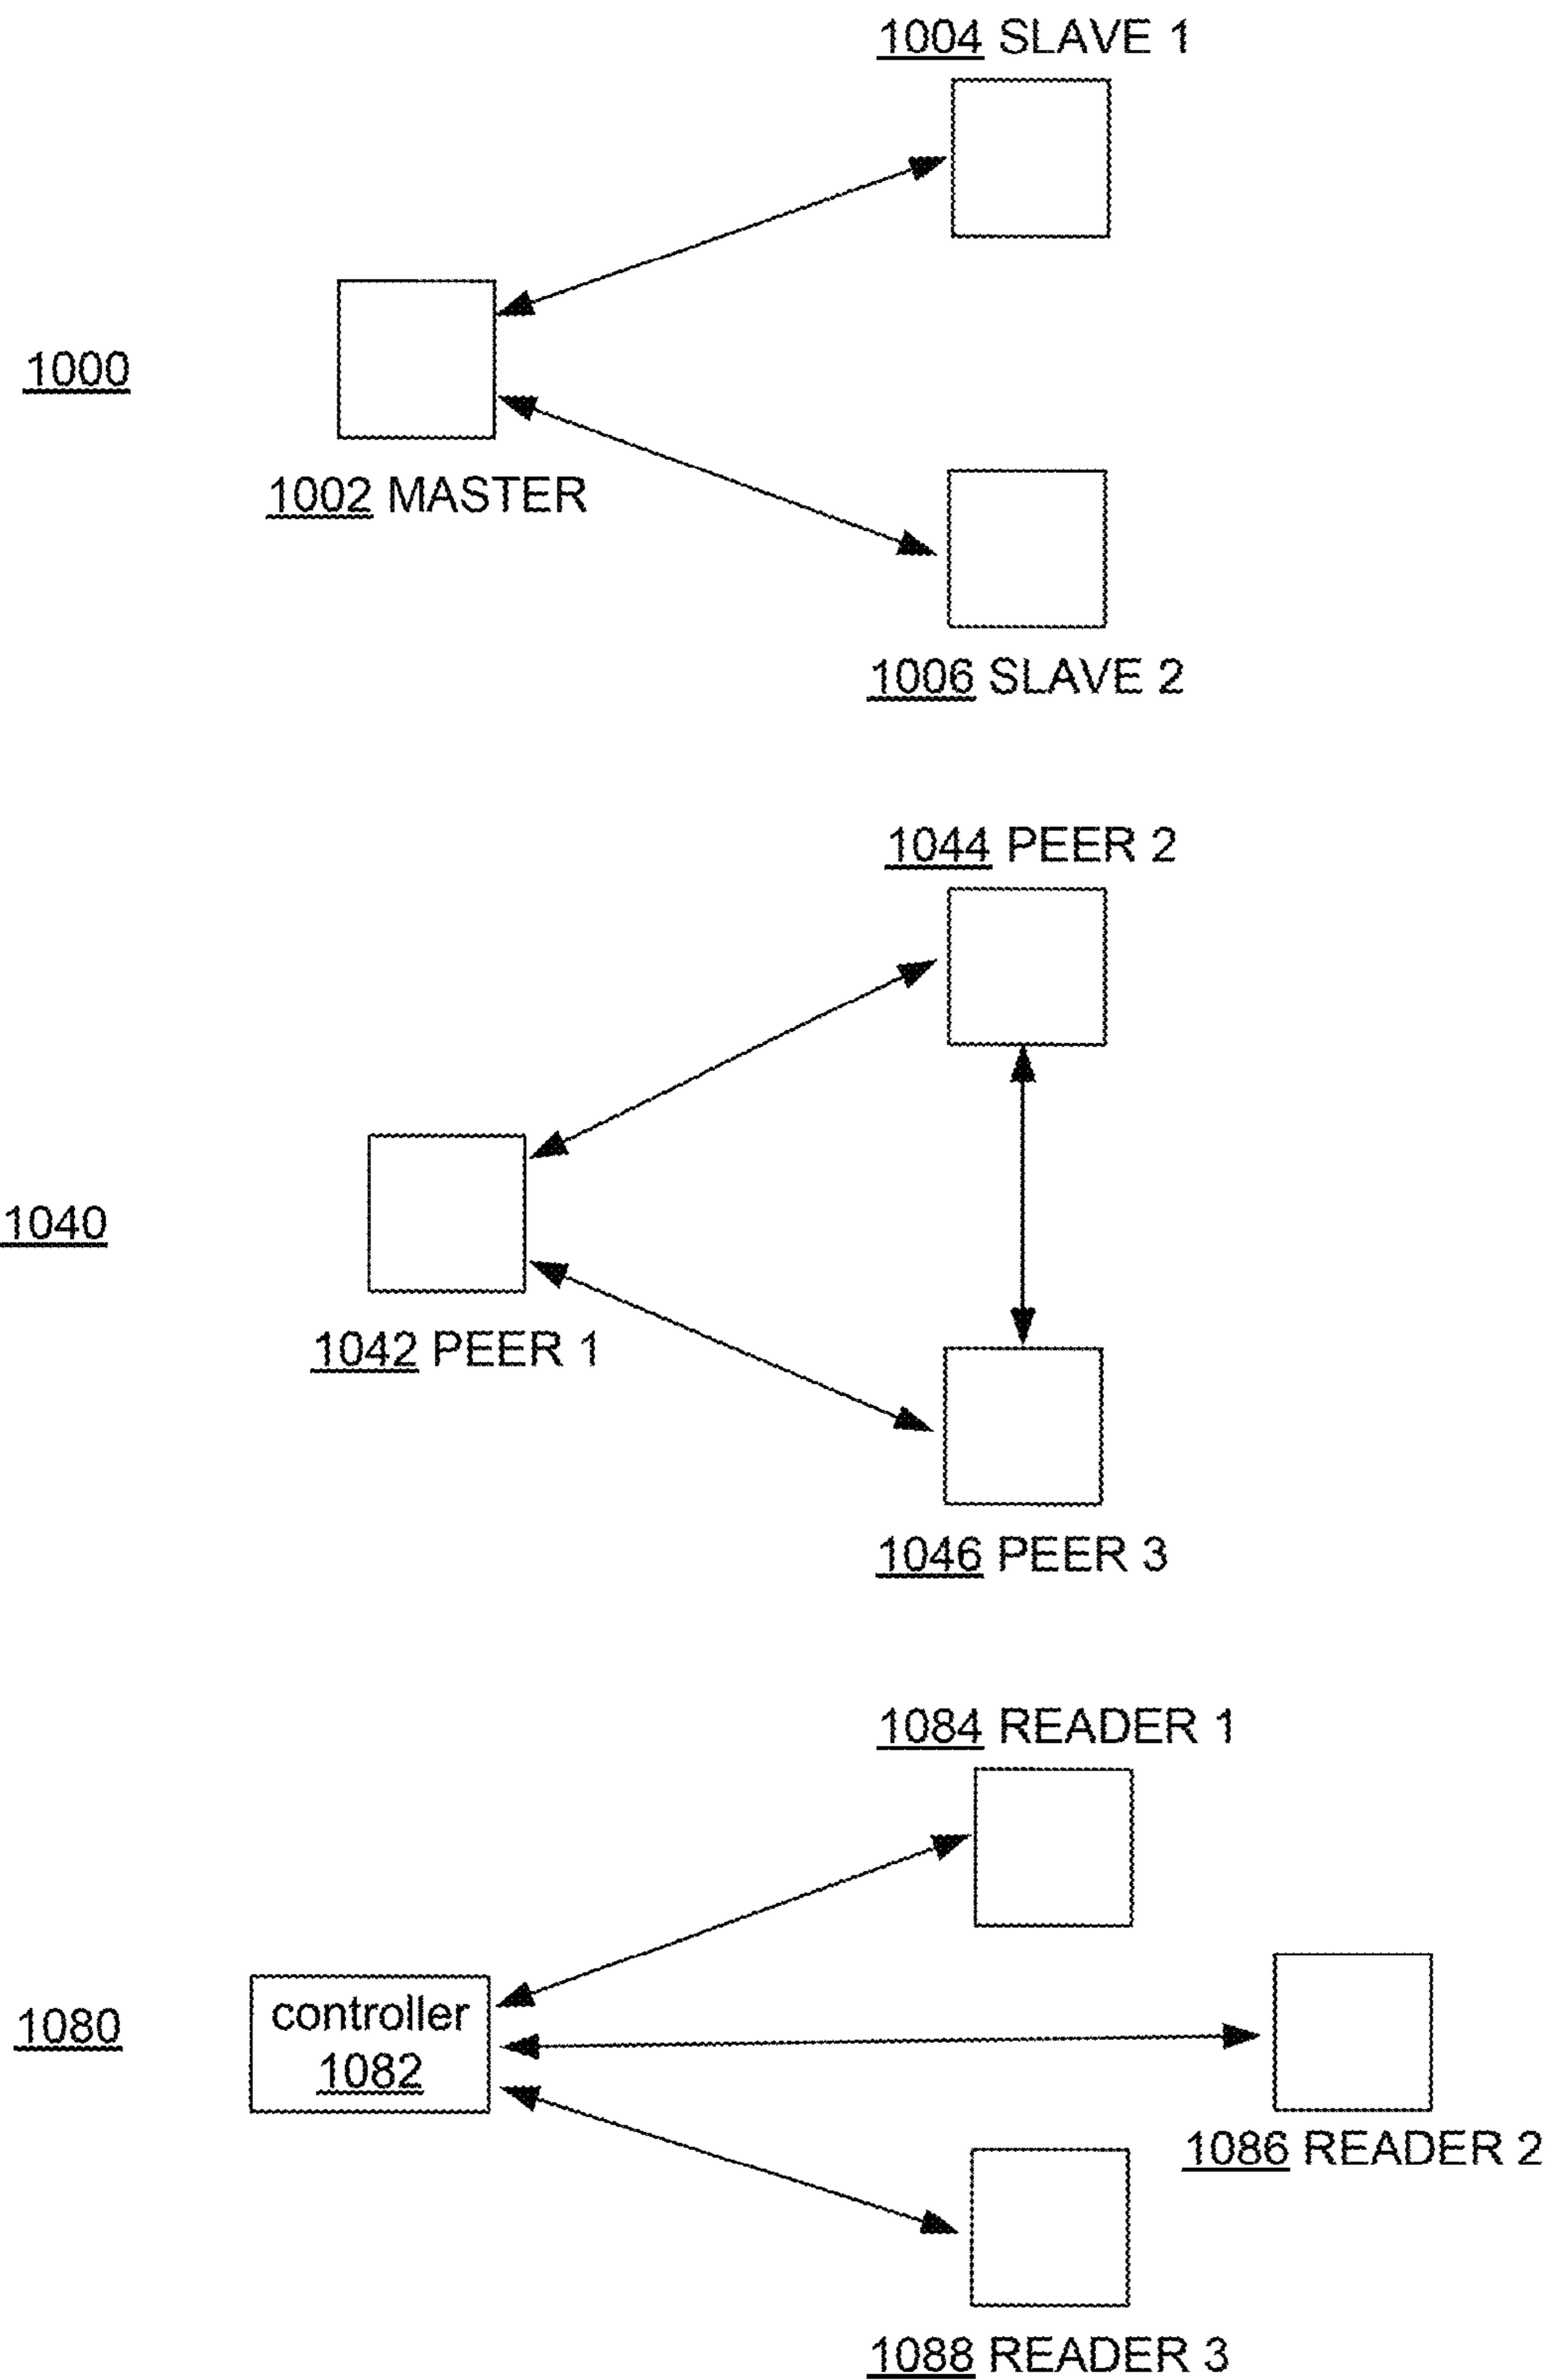 1004 SLAVE 1
1000
1002 MASTER
1006 SLAVE 2
1044 PEER 2
1040
1042 PEER 1
1046 PEER 3
1084 READER 1
1080
controller
1082
1086 READER 2
1088 READER 3